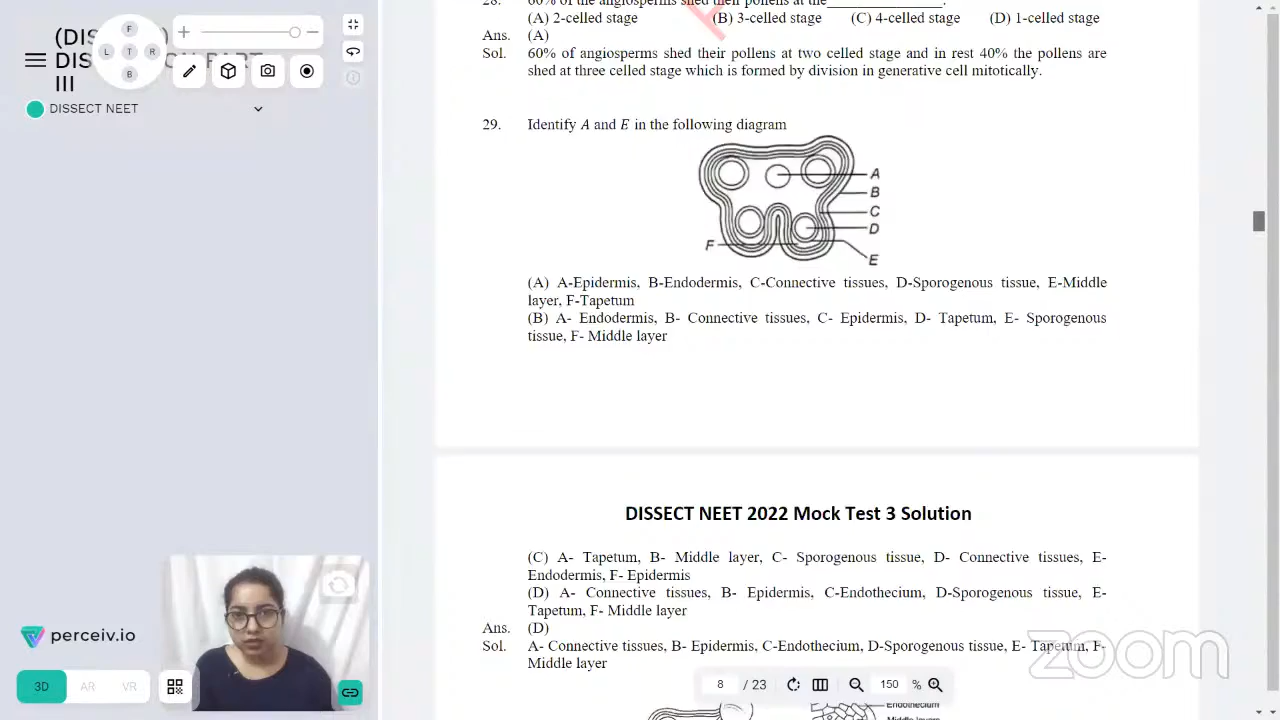 (DIS
DIS
III
F
L T R
B
DISSECT NEET
(A) 2-celled stage (B) 3-celled stage (C) 4-celled stage (D) 1-celled stage
Ans. (A)
Sol. 60% of angiosperms shed their pollens at two celled stage and in rest 40% the pollens are
shed at three celled stage which is formed by division in generative cell mitotically.
29. Identify A and E in the following diagram
A
B
C
D
F
E
(A) A-Epidermis, B-Endodermis, C-Connective tissues, D-Sporogenous tissue, E-Middle
layer, F-Tapetum
(B) A- Endodermis, B- Connective tissues, C- Epidermis, D- Tapetum, E- Sporogenous
tissue, F- Middle layer
DISSECT NEET 2022 Mock Test 3 Solution
(C) A- Tapetum, B- Middle layer, C- Sporogenous tissue, D- Connective tissues, E-
Endodermis, F- Epidermis
(D) A- Connective tissues, B- Epidermis, C-Endothecium, D-Sporogenous tissue, E-
Tapetum, F- Middle layer
Ans. (D)
Sol. A- Connective tissues, B- Epidermis, C-Endothecium, D-Sporogenous tissue, E- Tapetum, F-
Middle layer
Endothecium
perceiv.io
3D AR VR
8 / 23 150 %
zoom